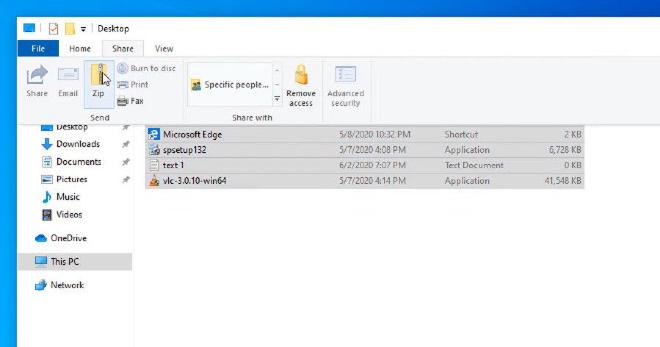 Desktop
File Home Share View
Share Email Zip Burn to disc Print Fax
Specific people... Remove access Advanced security
Send Share with
Desktop
Downloads
Documents
Pictures
Music
Videos
OneDrive
This PC
Network
Microsoft Edge 5/8/2020 10:32 PM Shortcut 2 KB
spsetup132 5/7/2020 4:08 PM Application 6,728 KB
text 1 6/2/2020 7:07 PM Text Document 0 KB
vlc-3.0.10-win64 5/7/2020 4:14 PM Application 41,548 KB